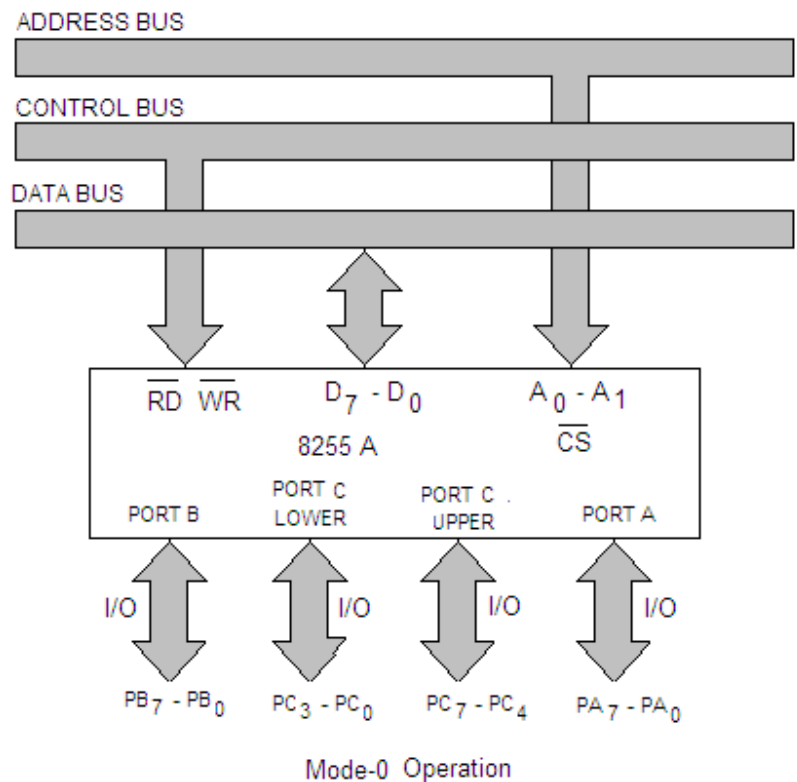 ADDRESS BUS
CONTROL BUS
DATA BUS
RD WR D7 - D0 A0 - A1
CS
8255 A
PORT B PORT C LOWER PORT C . UPPER PORT A
I/O I/O I/O I/O
PB7 - PB0 PC3 - PC0 PC7 - PC4 PA7 - PA0
Mode-0 Operation